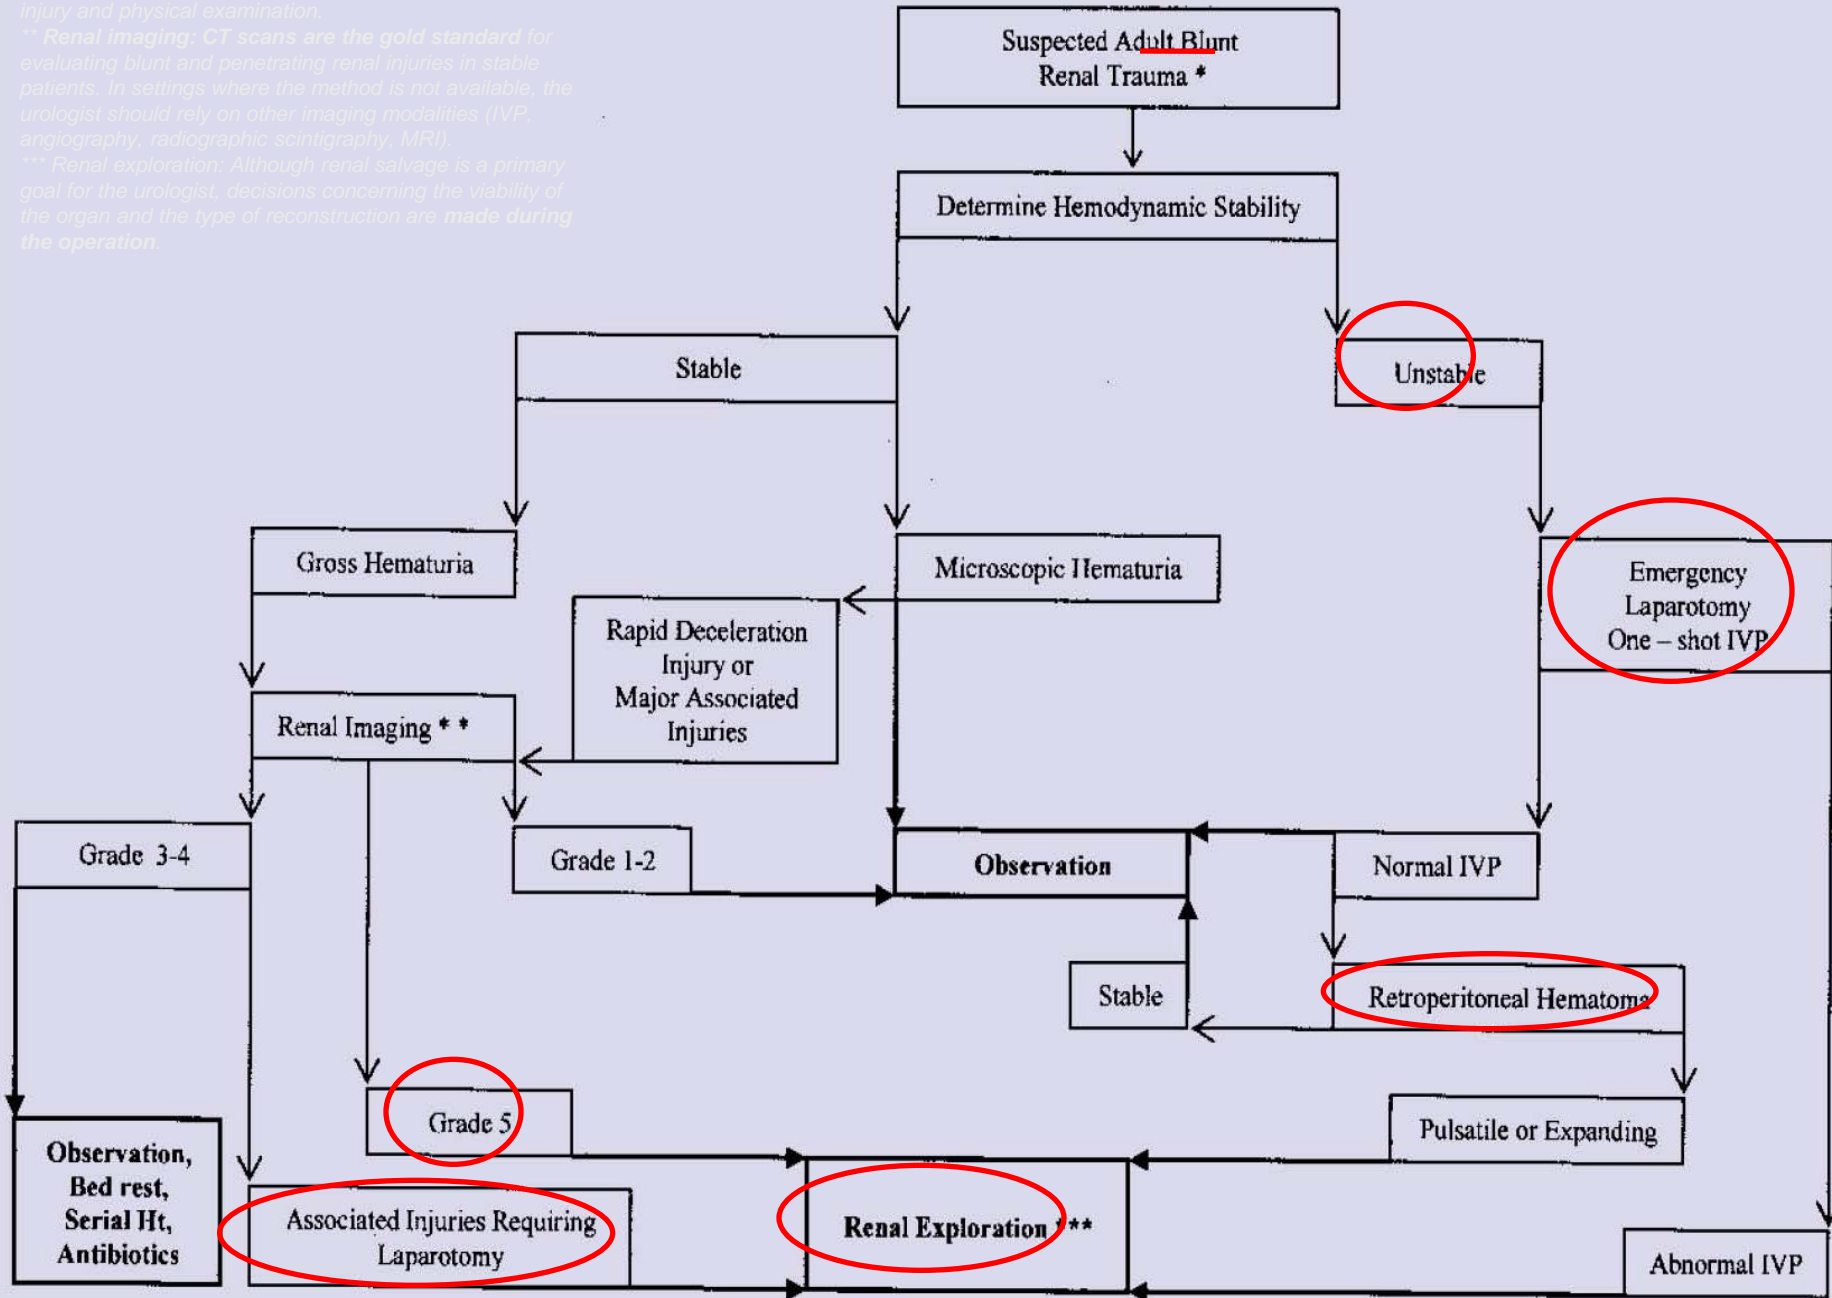 injury and physical examination.
** Renal imaging: CT scans are the gold standard for
evaluating blunt and penetrating renal injuries in stable
patients. In settings where the method is not available, the
urologist should rely on other imaging modalities (IVP,
angiography, radiographic scintigraphy, MRI).
*** Renal exploration: Although renal salvage is a primary
goal for the urologist, decisions concerning the viability of
the organ and the type of reconstruction are made during
the operation.
Suspected Adult Blunt
Renal Trauma *
Determine Hemodynamic Stability
Stable
Unstable
Gross Hematuria
Microscopic Hematuria
Emergency
Laparotomy
One – shot IVP
Rapid Deceleration
Injury or
Major Associated
Injuries
Renal Imaging * *
Grade 3-4
Grade 1-2
Observation
Normal IVP
Stable
Retroperitoneal Hematoma
Grade 5
Pulsatile or Expanding
Observation,
Bed rest,
Serial Ht,
Antibiotics
Associated Injuries Requiring
Laparotomy
Renal Exploration ***
Abnormal IVP